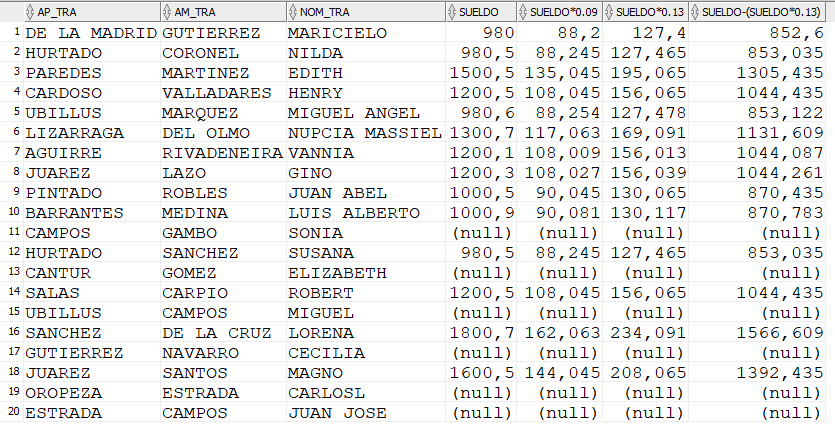 AP_TRA AM_TRA NOM_TRA SUELDO SUELDO*0.09 SUELDO*0.13 SUELDO-(SUELDO*0.13)
1 DE LA MADRID GUTIERREZ MARICIELO 980 88,2 127,4 852,6
2 HURTADO CORONEL NILDA 980,5 88,245 127,465 853,035
3 PAREDES MARTINEZ EDITH 1500,5 135,045 195,065 1305,435
4 CARDOSO VALLADARES HENRY 1200,5 108,045 156,065 1044,435
5 UBILLUS MARQUEZ MIGUEL ANGEL 980,6 88,254 127,478 853,122
6 LIZARRAGA DEL OLMO NUPCIA MASSIEL 1300,7 117,063 169,091 1131,609
7 AGUIRRE RIVADENEIRA VANNIA 1200,1 108,009 156,013 1044,087
8 JUAREZ LAZO GINO 1200,3 108,027 156,039 1044,261
9 PINTADO ROBLES JUAN ABEL 1000,5 90,045 130,065 870,435
10 BARRANTES MEDINA LUIS ALBERTO 1000,9 90,081 130,117 870,783
11 CAMPOS GAMBO SONIA (null) (null) (null) (null)
12 HURTADO SANCHEZ SUSANA 980,5 88,245 127,465 853,035
13 CANTUR GOMEZ ELIZABETH (null) (null) (null) (null)
14 SALAS CARPIO ROBERT 1200,5 108,045 156,065 1044,435
15 UBILLUS CAMPOS MIGUEL (null) (null) (null) (null)
16 SANCHEZ DE LA CRUZ LORENA 1800,7 162,063 234,091 1566,609
17 GUTIERREZ NAVARRO CECILIA (null) (null) (null) (null)
18 JUAREZ SANTOS MAGNO 1600,5 144,045 208,065 1392,435
19 OROPEZA ESTRADA CARLOSL (null) (null) (null) (null)
20 ESTRADA CAMPOS JUAN JOSE (null) (null) (null) (null)